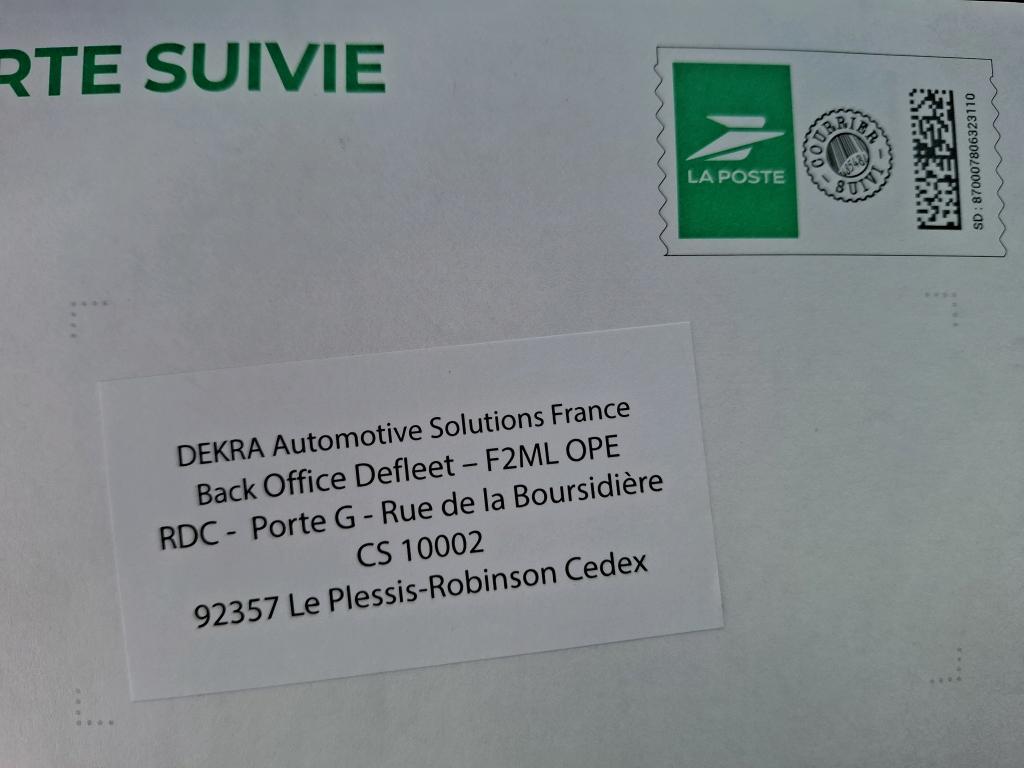 RTE SUIVIE
LA POSTE
COURRIER
SUIVI
SD : 870007806323110
DEKRA Automotive Solutions France
Back Office Defleet – F2ML OPE
RDC - Porte G - Rue de la Boursidière
CS 10002
92357 Le Plessis-Robinson Cedex